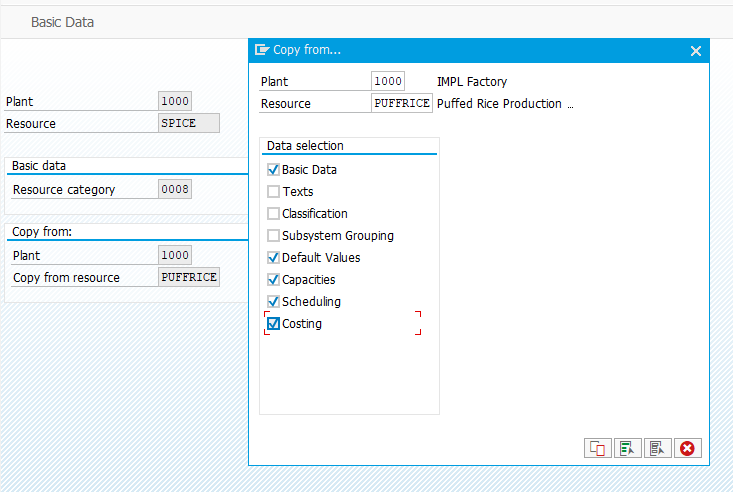 Basic Data
Copy from...
Plant 1000 IMPL Factory
Resource PUFFRICE Puffed Rice Production ...
Plant 1000
Resource SPICE
Basic data
Resource category 0008
Copy from:
Plant 1000
Copy from resource PUFFRICE
Data selection
Basic Data
Texts
Classification
Subsystem Grouping
Default Values
Capacities
Scheduling
Costing